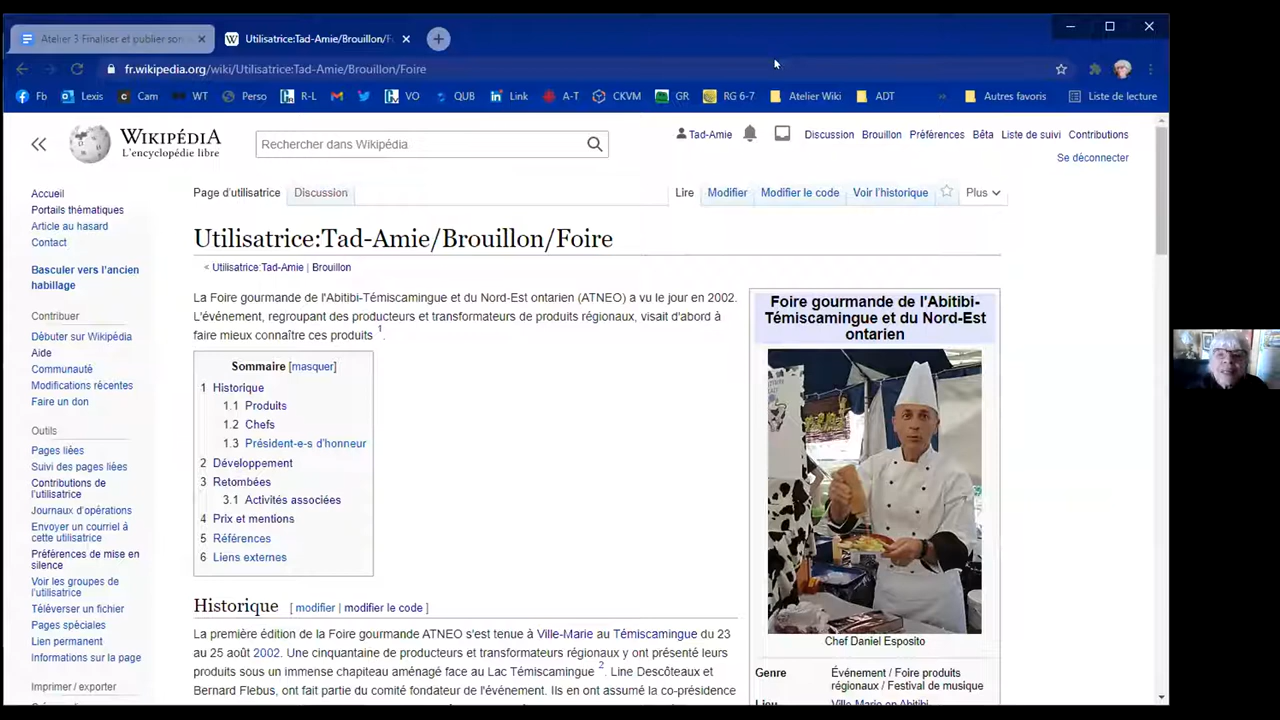 Atelier 3 Finaliser et publier son
Utilisatrice:Tad-Amie/Brouillon/F
fr.wikipedia.org/wiki/Utilisatrice:Tad-Amie/Brouillon/Foire
Fb Lexis Cam WT Perso R-L VO QUB Link A-T CKVM GR RG 6-7 Atelier Wiki ADT » Autres favoris Liste de lecture
WIKIPÉDIA
L'encyclopédie libre
Rechercher dans Wikipédia
Tad-Amie Discussion Brouillon Préférences Bêta Liste de suivi Contributions
Se déconnecter
Accueil
Portails thématiques
Article au hasard
Contact
Basculer vers l'ancien
habillage
Contribuer
Débuter sur Wikipédia
Aide
Communauté
Modifications récentes
Faire un don
Outils
Pages liées
Suivi des pages liées
Contributions de
l'utilisatrice
Journaux d'opérations
Envoyer un courriel à
cette utilisatrice
Préférences de mise en
silence
Voir les groupes de
l'utilisatrice
Téléverser un fichier
Pages spéciales
Lien permanent
Informations sur la page
Imprimer / exporter
Page d'utilisatrice Discussion Lire Modifier Modifier le code Voir l'historique Plus
Utilisatrice:Tad-Amie/Brouillon/Foire
< Utilisatrice:Tad-Amie | Brouillon
La Foire gourmande de l'Abitibi-Témiscamingue et du Nord-Est ontarien (ATNEO) a vu le jour en 2002.
L'événement, regroupant des producteurs et transformateurs de produits régionaux, visait d'abord à
faire mieux connaître ces produits 1.
Sommaire [masquer]
1 Historique
1.1 Produits
1.2 Chefs
1.3 Président-e-s d'honneur
2 Développement
3 Retombées
3.1 Activités associées
4 Prix et mentions
5 Références
6 Liens externes
Historique [ modifier | modifier le code ]
La première édition de la Foire gourmande ATNEO s'est tenue à Ville-Marie au Témiscamingue du 23
au 25 août 2002. Une cinquantaine de producteurs et transformateurs régionaux y ont présenté leurs
produits sous un immense chapiteau aménagé face au Lac Témiscamingue 2. Line Descôteaux et
Bernard Flebus, ont fait partie du comité fondateur de l'événement. Ils en ont assumé la co-présidence
Foire gourmande de l'Abitibi-
Témiscamingue et du Nord-Est
ontarien
Chef Daniel Esposito
Genre Événement / Foire produits
régionaux / Festival de musique
Lieu Ville-Marie en Abitibi-